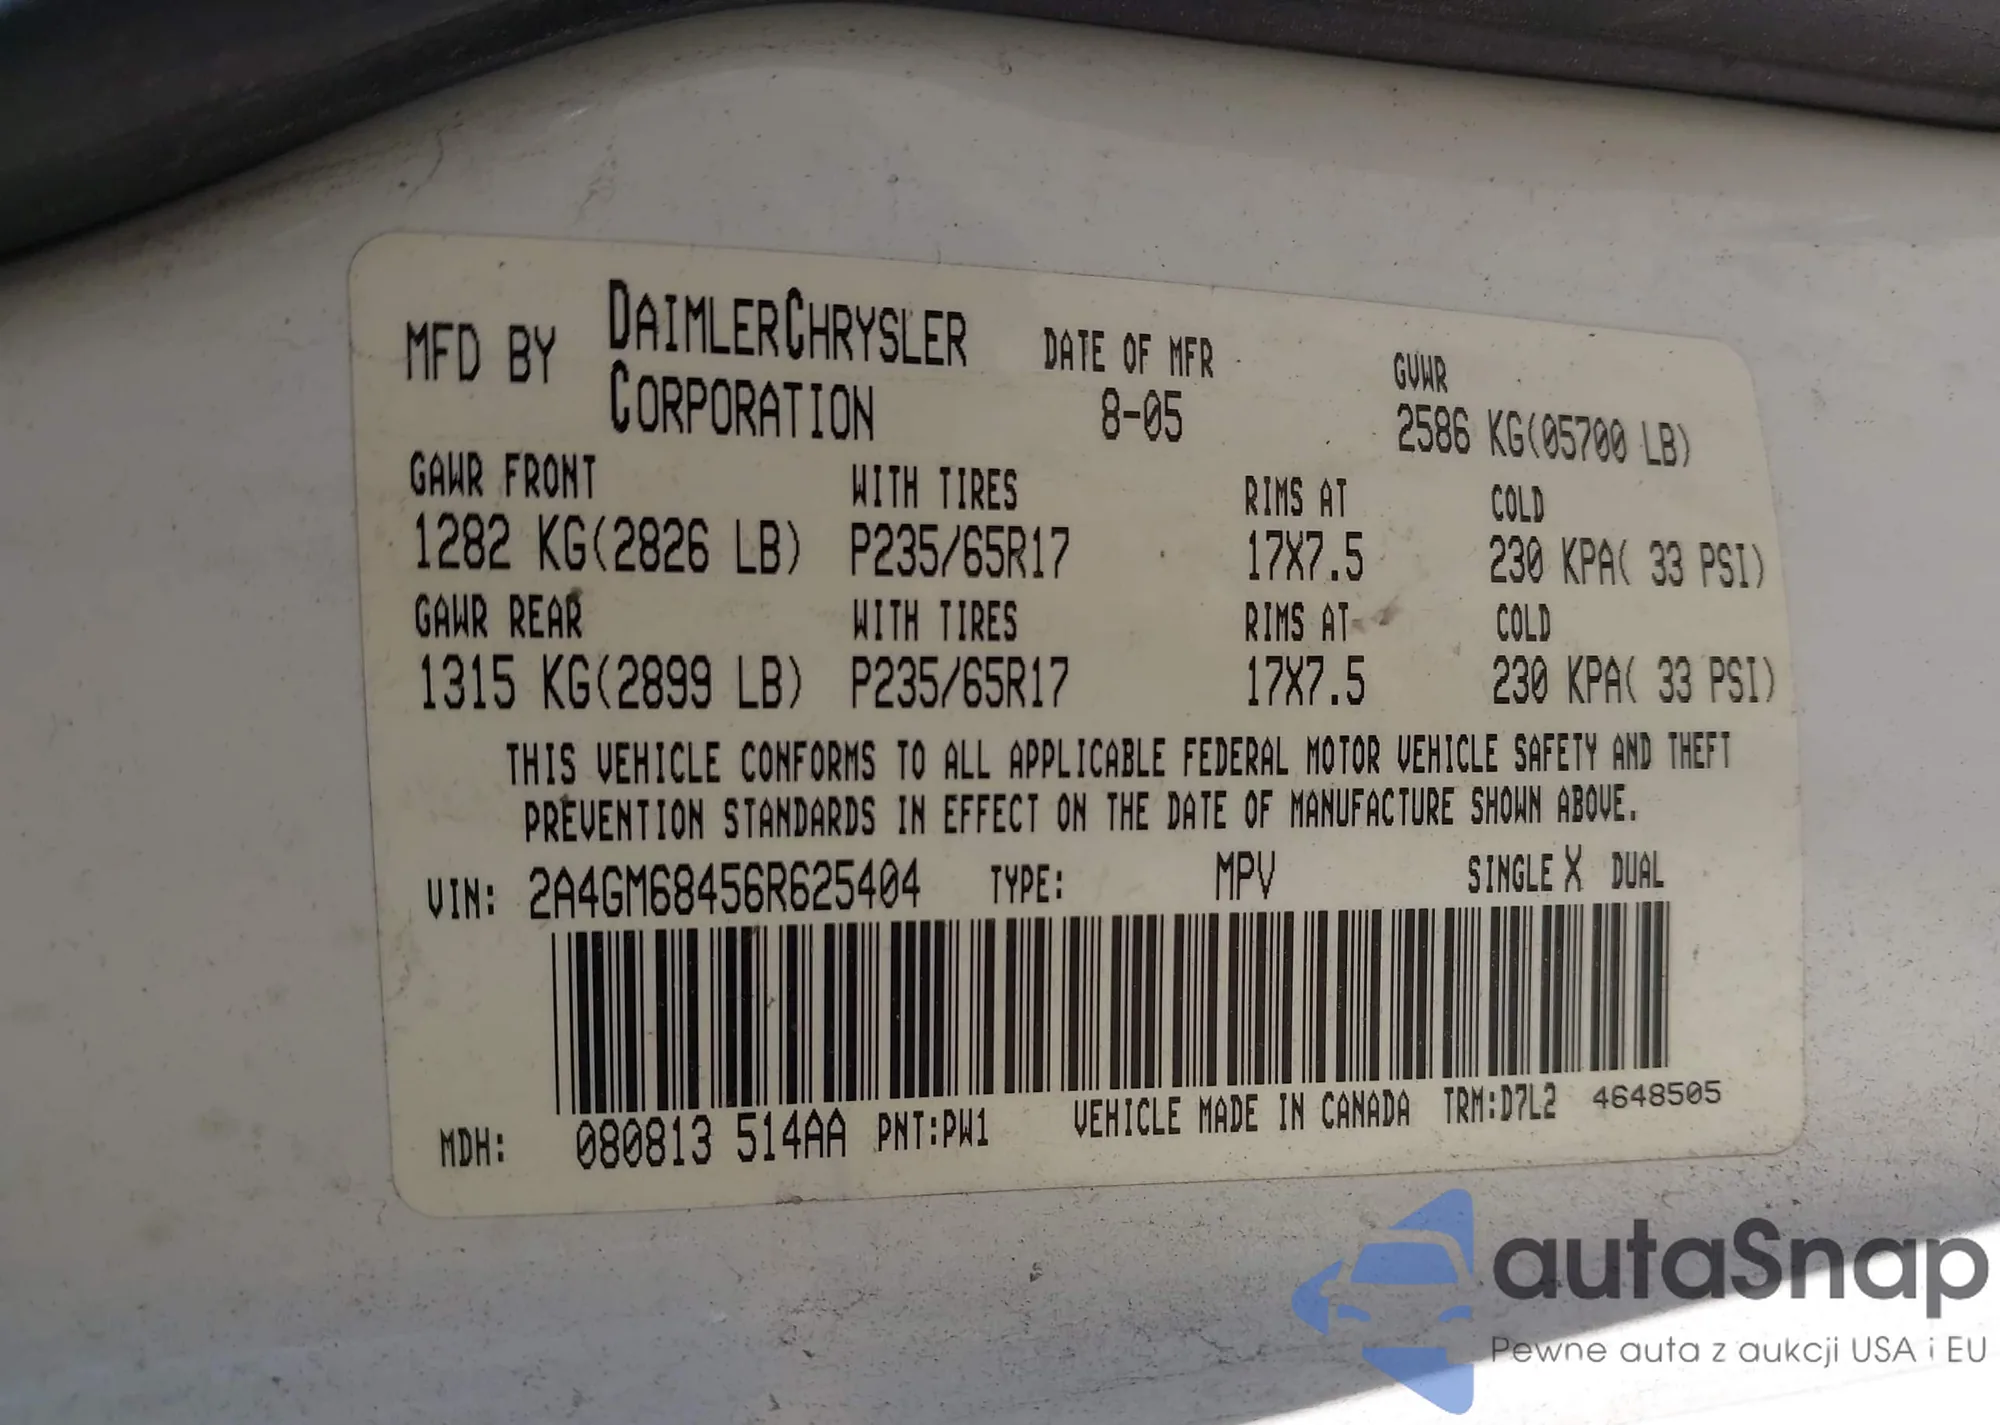 MFD BY DAIMLERCHRYSLER CORPORATION DATE OF MFR 8-05 GVWR 2586 KG(05700 LB)
GAWR FRONT WITH TIRES RIMS AT COLD
1282 KG(2826 LB) P235/65R17 17X7.5 230 KPA( 33 PSI)
GAWR REAR WITH TIRES RIMS AT COLD
1315 KG(2899 LB) P235/65R17 17X7.5 230 KPA( 33 PSI)
THIS VEHICLE CONFORMS TO ALL APPLICABLE FEDERAL MOTOR VEHICLE SAFETY AND THEFT
PREVENTION STANDARDS IN EFFECT ON THE DATE OF MANUFACTURE SHOWN ABOVE.
VIN: 2A4GM68456R625404 TYPE: MPV SINGLE X DUAL
MDH: 080813 514AA PNT:PW1 VEHICLE MADE IN CANADA TRM:D7L2 4648505
autaSnap
Pewne auta z aukcji USA i EU